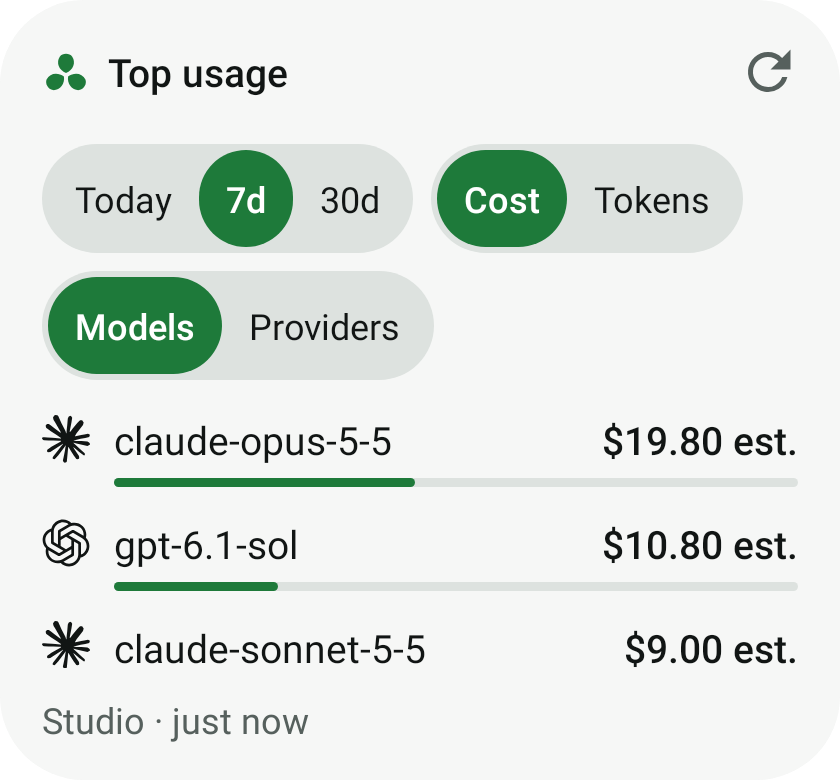 Top usage
Today 7d 30d Cost Tokens
Models Providers
claude-opus-5-5 $19.80 est.
gpt-6.1-sol $10.80 est.
claude-sonnet-5-5 $9.00 est.
Studio · just now